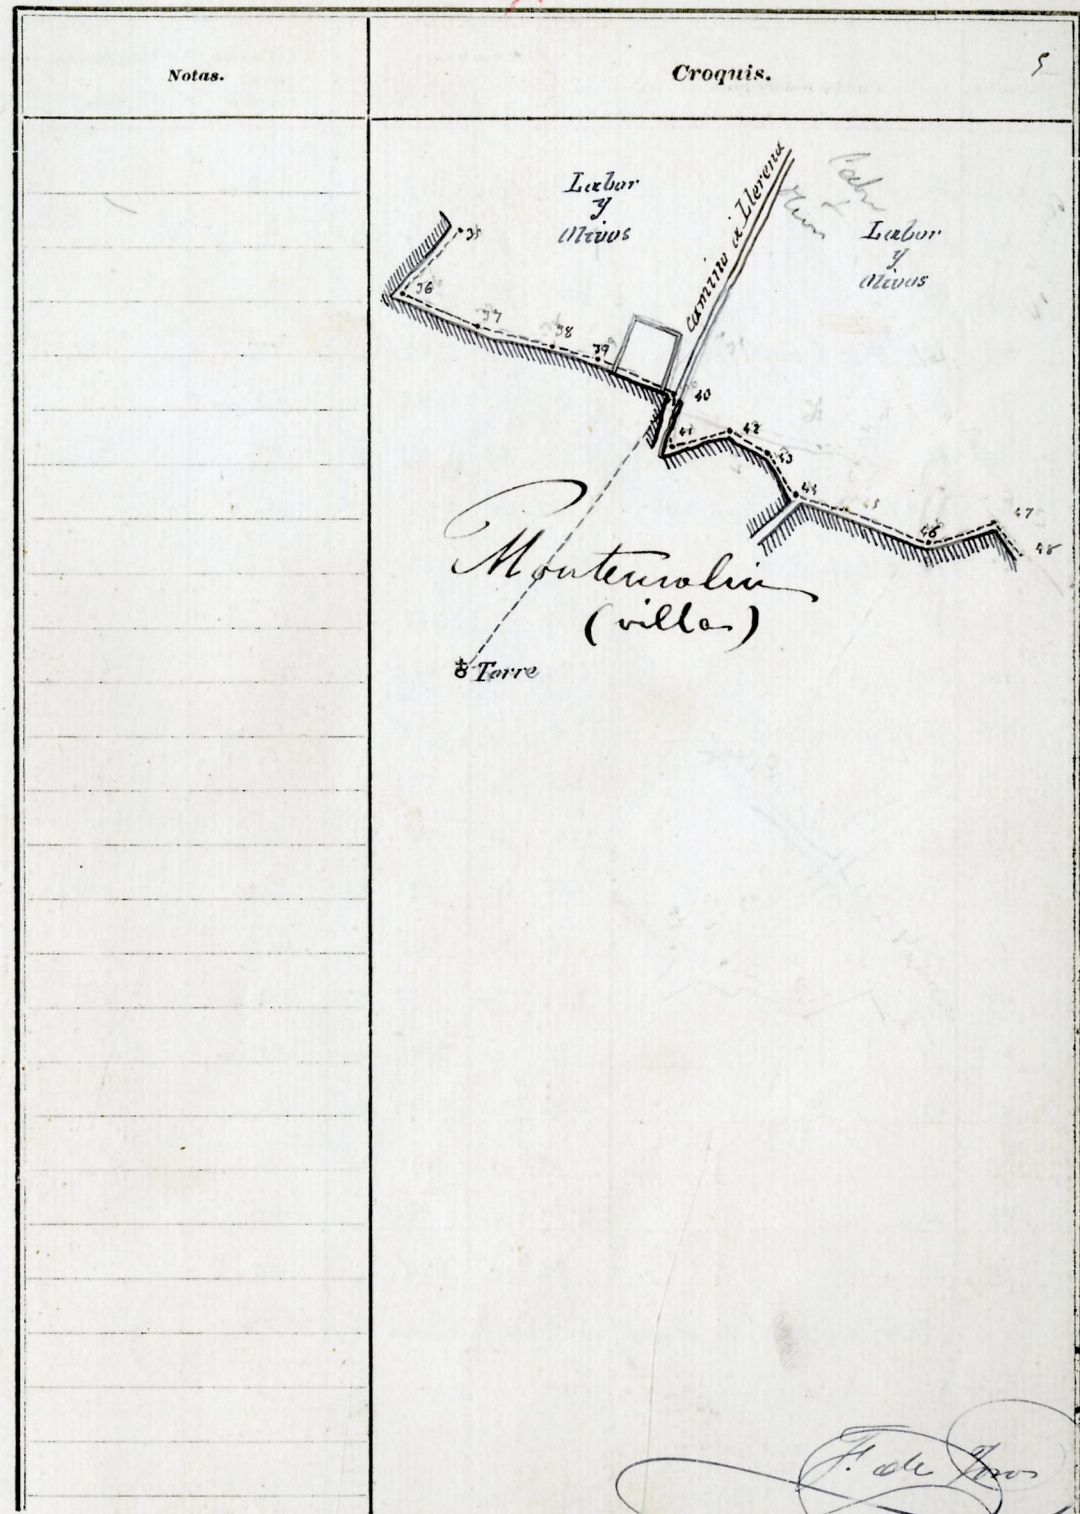 Notas.
Croquis.
5
Labor
y
Olivos
Camino á Llerena
Labor
y
Olivos
35
36
37
38
39
40
41
42
43
44
45
46
47
48
Montemolin
(villa)
Torre
F. de